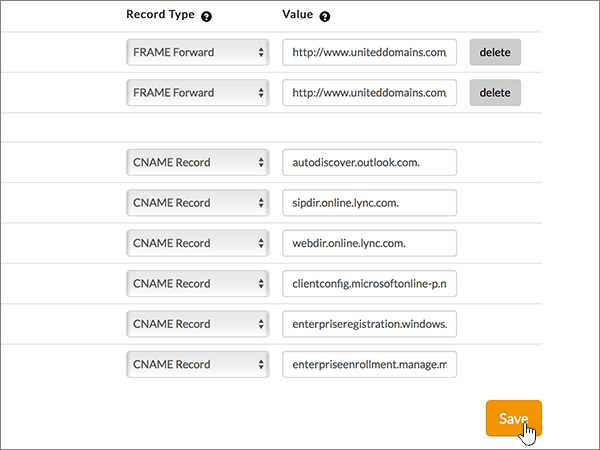 Record Type ? Value ?
FRAME Forward http://www.uniteddomains.com delete
FRAME Forward http://www.uniteddomains.com delete
CNAME Record autodiscover.outlook.com.
CNAME Record sipdir.online.lync.com.
CNAME Record webdir.online.lync.com.
CNAME Record clientconfig.microsoftonline-p.n
CNAME Record enterpriseregistration.windows.
CNAME Record enterpriseenrollment.manage.m
Save